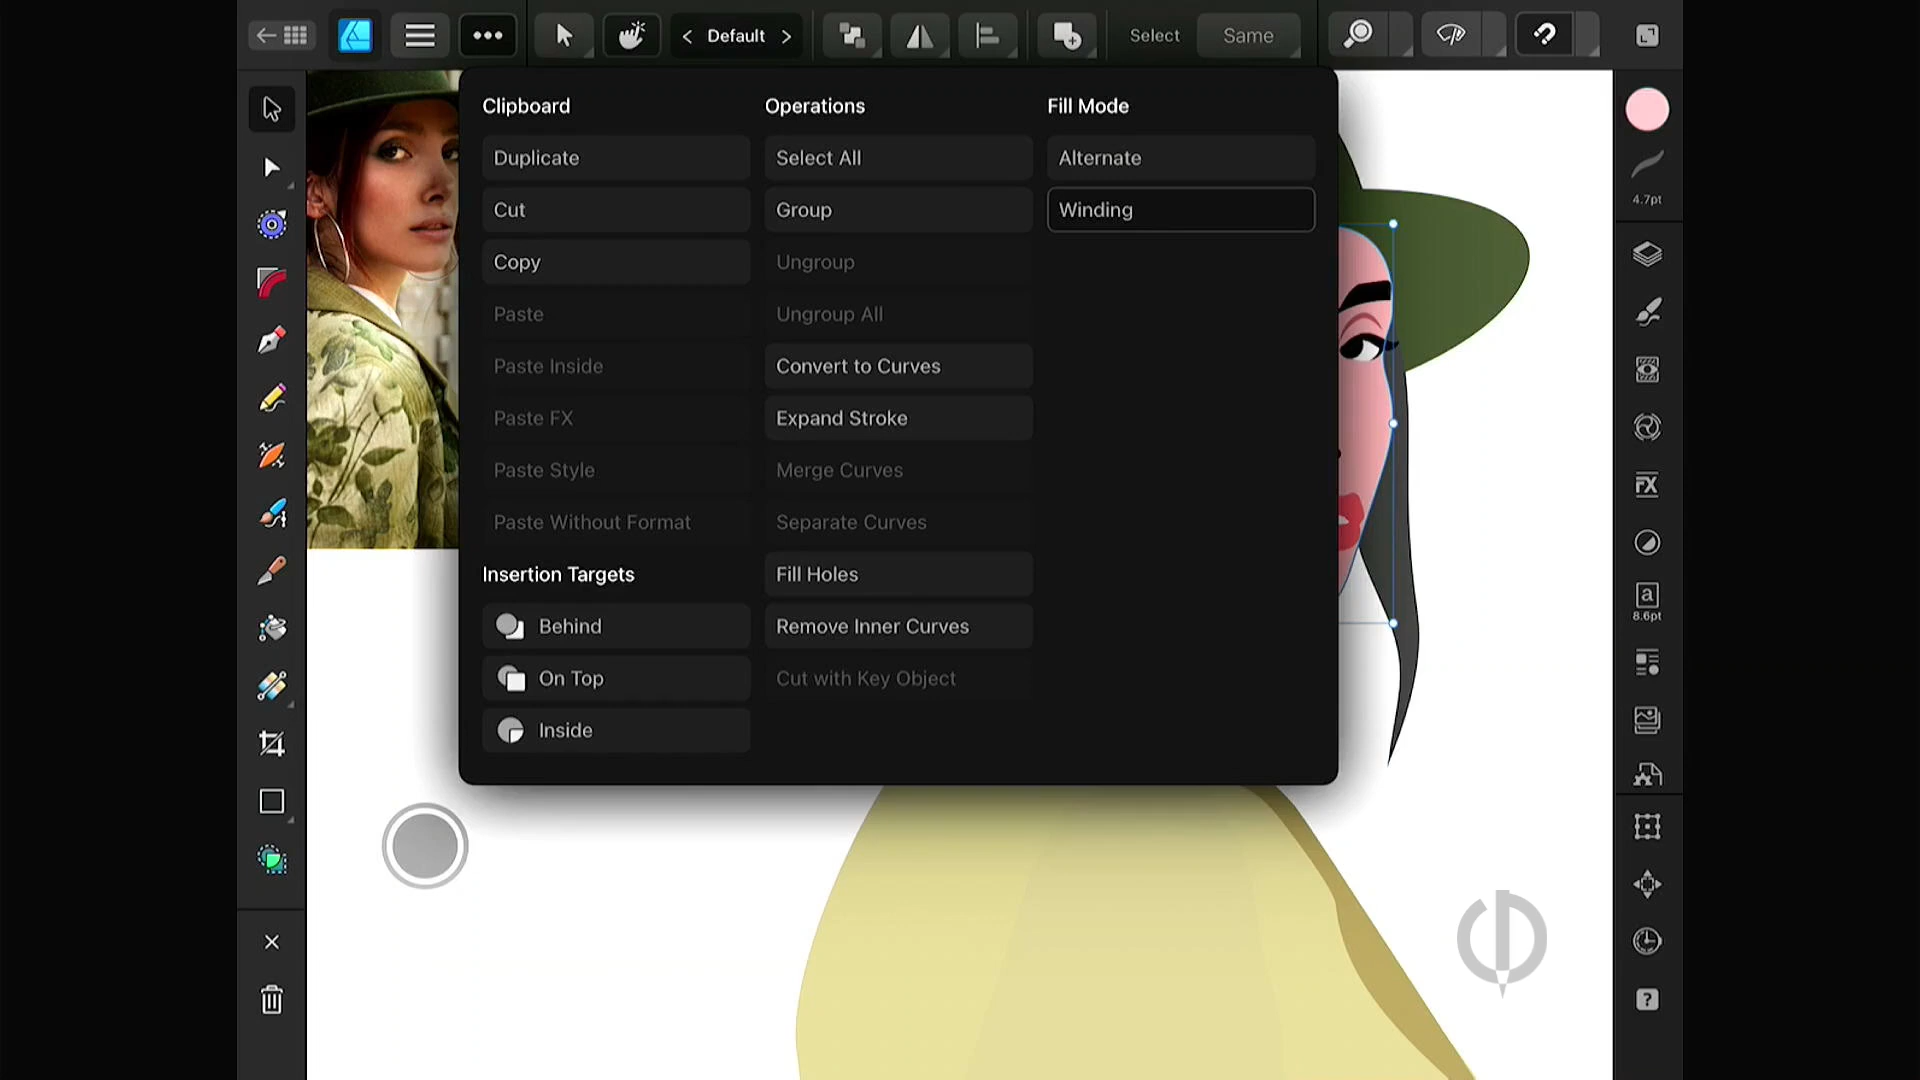 Default
Select
Same
Clipboard
Operations
Fill Mode
Duplicate
Select All
Alternate
Cut
Group
Winding
Copy
Ungroup
Paste
Ungroup All
Paste Inside
Convert to Curves
Paste FX
Expand Stroke
Paste Style
Merge Curves
Paste Without Format
Separate Curves
Insertion Targets
Fill Holes
Behind
Remove Inner Curves
On Top
Cut with Key Object
Inside
4.7pt
FX
a
8.6pt
?